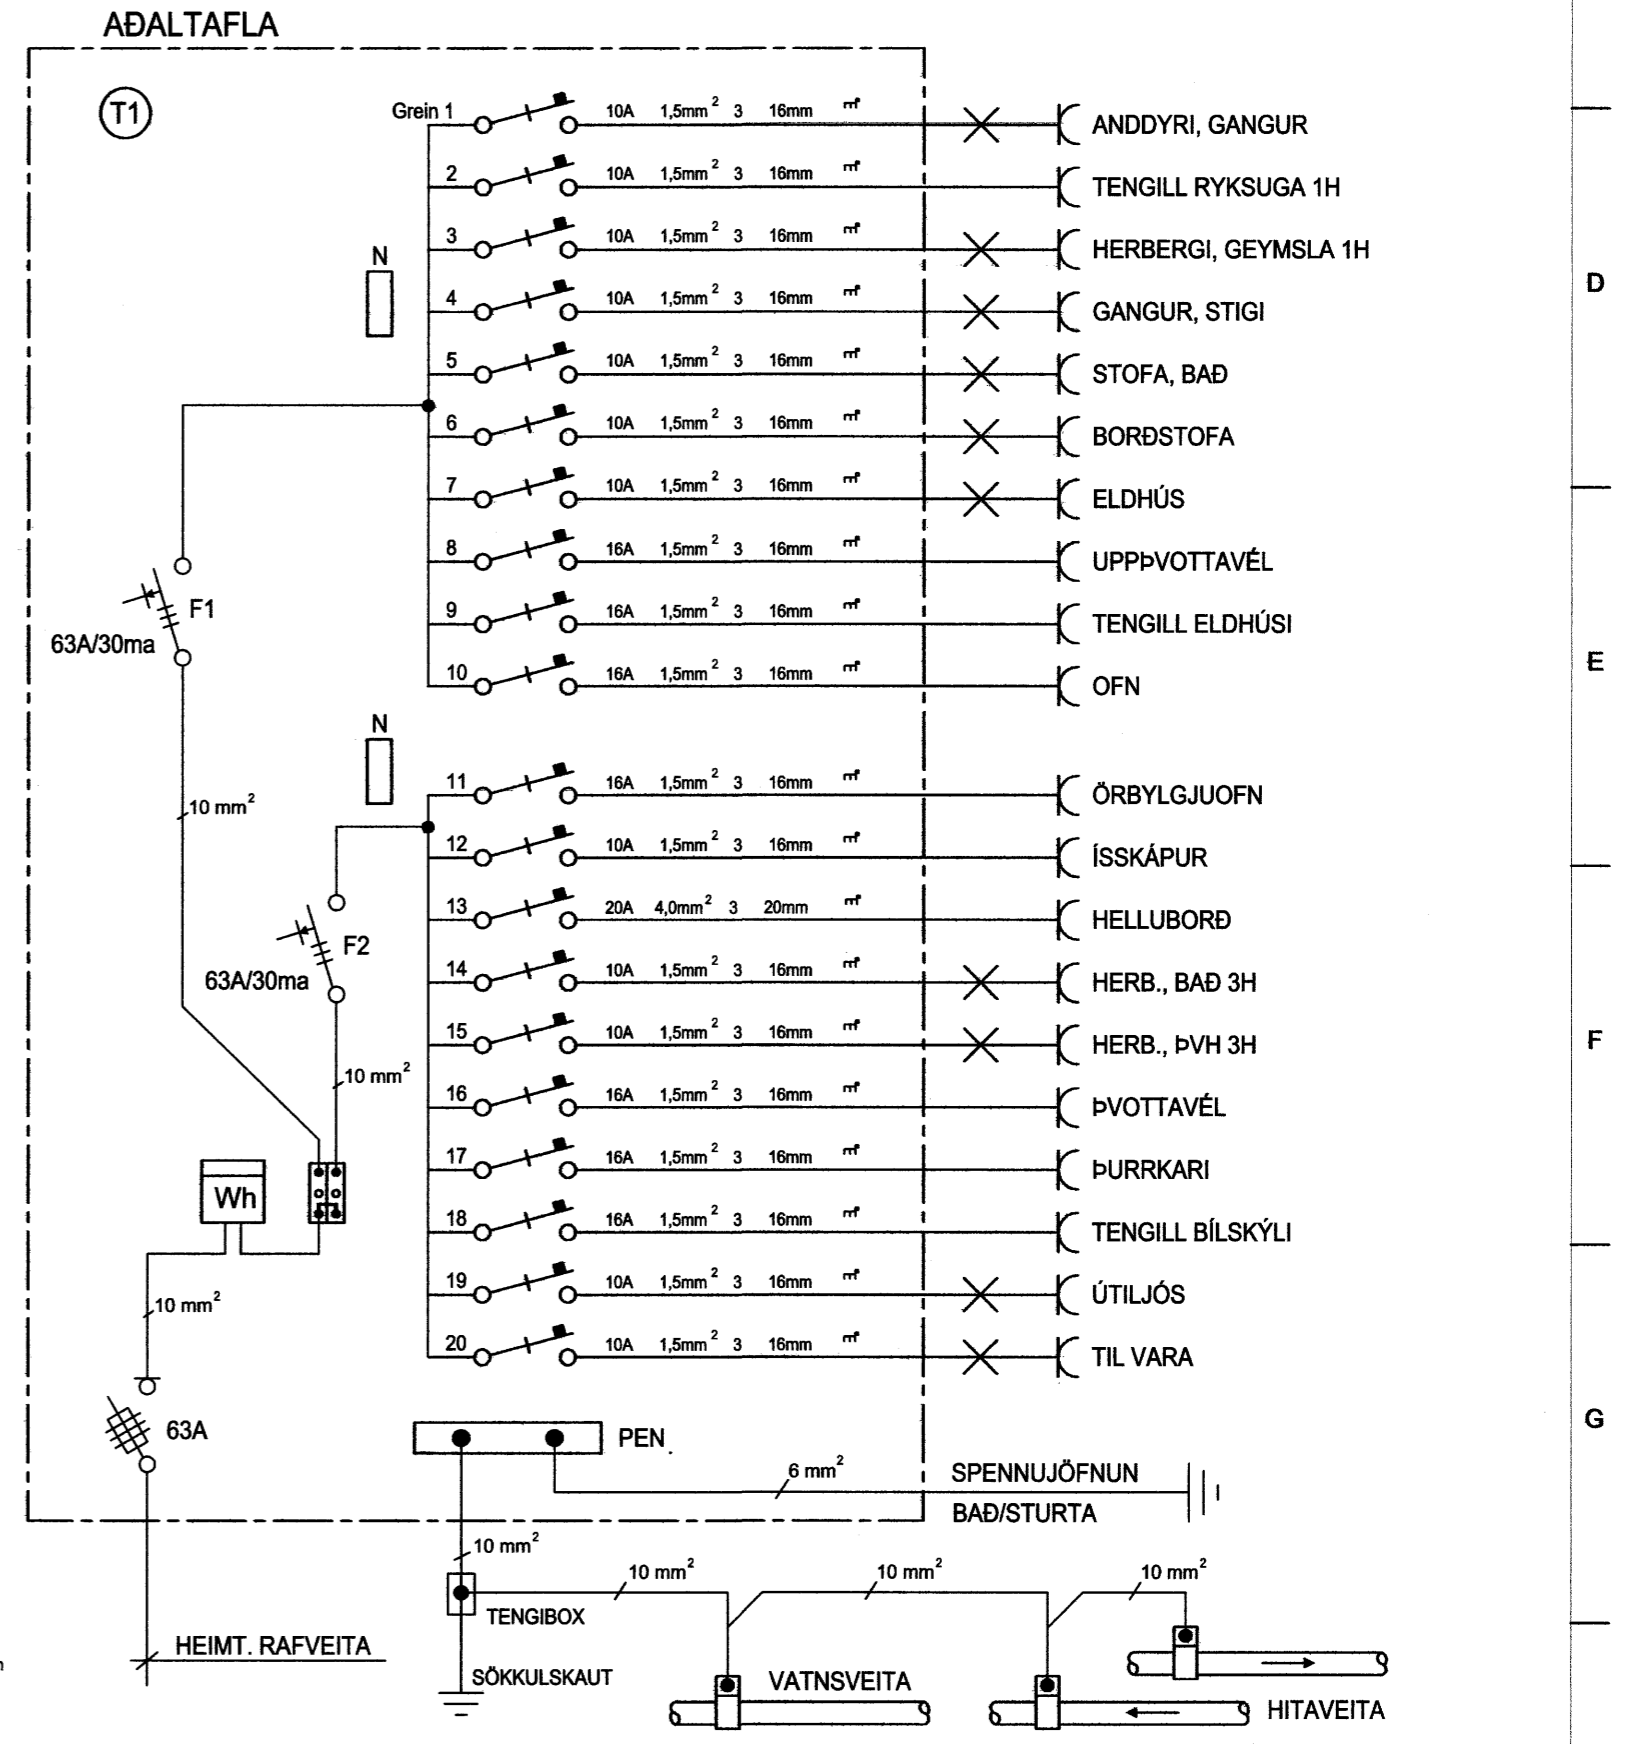 AÐALTAFLA
T1
Grein 1 10A 1,5mm² 3 16mm ANDDYRI, GANGUR
2 10A 1,5mm² 3 16mm TENGILL RYKSUGA 1H
3 10A 1,5mm² 3 16mm HERBERGI, GEYMSLA 1H
D
N
4 10A 1,5mm² 3 16mm GANGUR, STIGI
5 10A 1,5mm² 3 16mm STOFA, BAÐ
6 10A 1,5mm² 3 16mm BORÐSTOFA
7 10A 1,5mm² 3 16mm ELDHÚS
8 16A 1,5mm² 3 16mm UPPÞVOTTAVÉL
9 16A 1,5mm² 3 16mm TENGILL ELDHÚSI
F1
63A/30ma
E
10 16A 1,5mm² 3 16mm OFN
N
11 16A 1,5mm² 3 16mm ÖRBYLGJUOFN
10 mm²
12 10A 1,5mm² 3 16mm ÍSSKÁPUR
13 20A 4,0mm² 3 20mm HELLUBORÐ
F2
63A/30ma
14 10A 1,5mm² 3 16mm HERB., BAÐ 3H
15 10A 1,5mm² 3 16mm HERB., ÞVH 3H
F
10 mm²
16 16A 1,5mm² 3 16mm ÞVOTTAVÉL
17 16A 1,5mm² 3 16mm ÞURRKARI
Wh
18 16A 1,5mm² 3 16mm TENGILL BÍLSKÝLI
19 10A 1,5mm² 3 16mm ÚTILJÓS
10 mm²
20 10A 1,5mm² 3 16mm TIL VARA
63A
G
PEN
6 mm²
SPENNUJÖFNUN
BAÐ/STURTA
10 mm²
10 mm²
10 mm²
10 mm²
TENGIBOX
HEIMT. RAFVEITA
SÖKKULSKAUT
VATNSVEITA
HITAVEITA